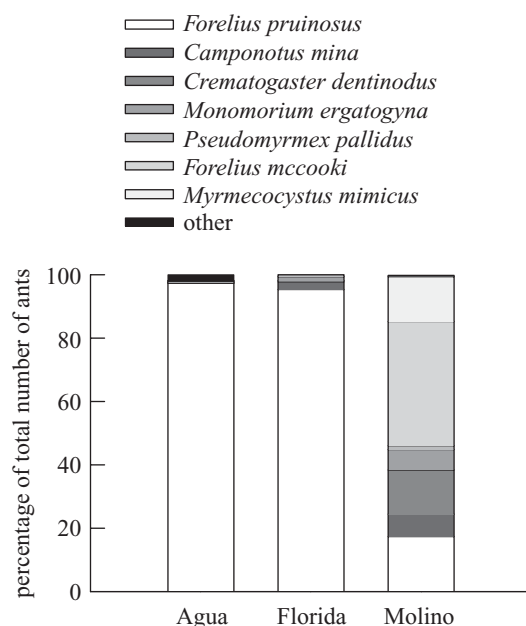 Forelius pruinosus
Camponotus mina
Crematogaster dentinodus
Monomorium ergatogyna
Pseudomyrmex pallidus
Forelius mccooki
Myrmecocystus mimicus
other
percentage of total number of ants
100
80
60
40
20
0
Agua Florida Molino